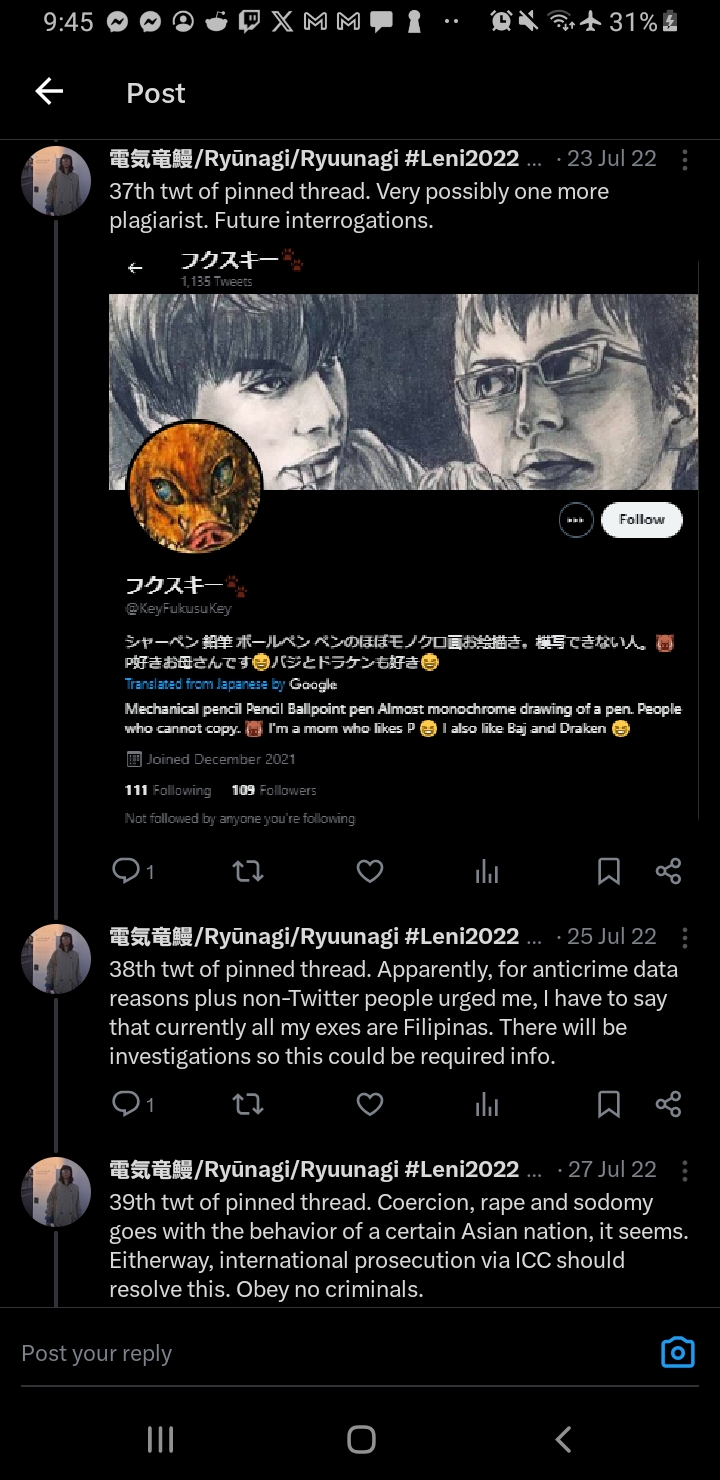 9:45
31%
Post
電気竜鰻/Ryūnagi/Ryuunagi #Leni2022 ... · 23 Jul 22
37th twt of pinned thread. Very possibly one more
plagiarist. Future interrogations.
フクスキー🐾
1,135 Tweets
Follow
フクスキー🐾
@KeyFukusuKey
シャーペン 鉛筆 ボールペン ペンのほぼモノクロ画お絵描き。模写できない人。🐷
P好きお母さんです😆バジとドラケンも好き😆
Translated from Japanese by Google
Mechanical pencil Pencil Ballpoint pen Almost monochrome drawing of a pen. People
who cannot copy. 🐷 I'm a mom who likes P 😆 I also like Baj and Draken 😆
Joined December 2021
111 Following 109 Followers
Not followed by anyone you're following
1
電気竜鰻/Ryūnagi/Ryuunagi #Leni2022 ... · 25 Jul 22
38th twt of pinned thread. Apparently, for anticrime data
reasons plus non-Twitter people urged me, I have to say
that currently all my exes are Filipinas. There will be
investigations so this could be required info.
1
電気竜鰻/Ryūnagi/Ryuunagi #Leni2022 ... · 27 Jul 22
39th twt of pinned thread. Coercion, rape and sodomy
goes with the behavior of a certain Asian nation, it seems.
Eitherway, international prosecution via ICC should
resolve this. Obey no criminals.
Post your reply